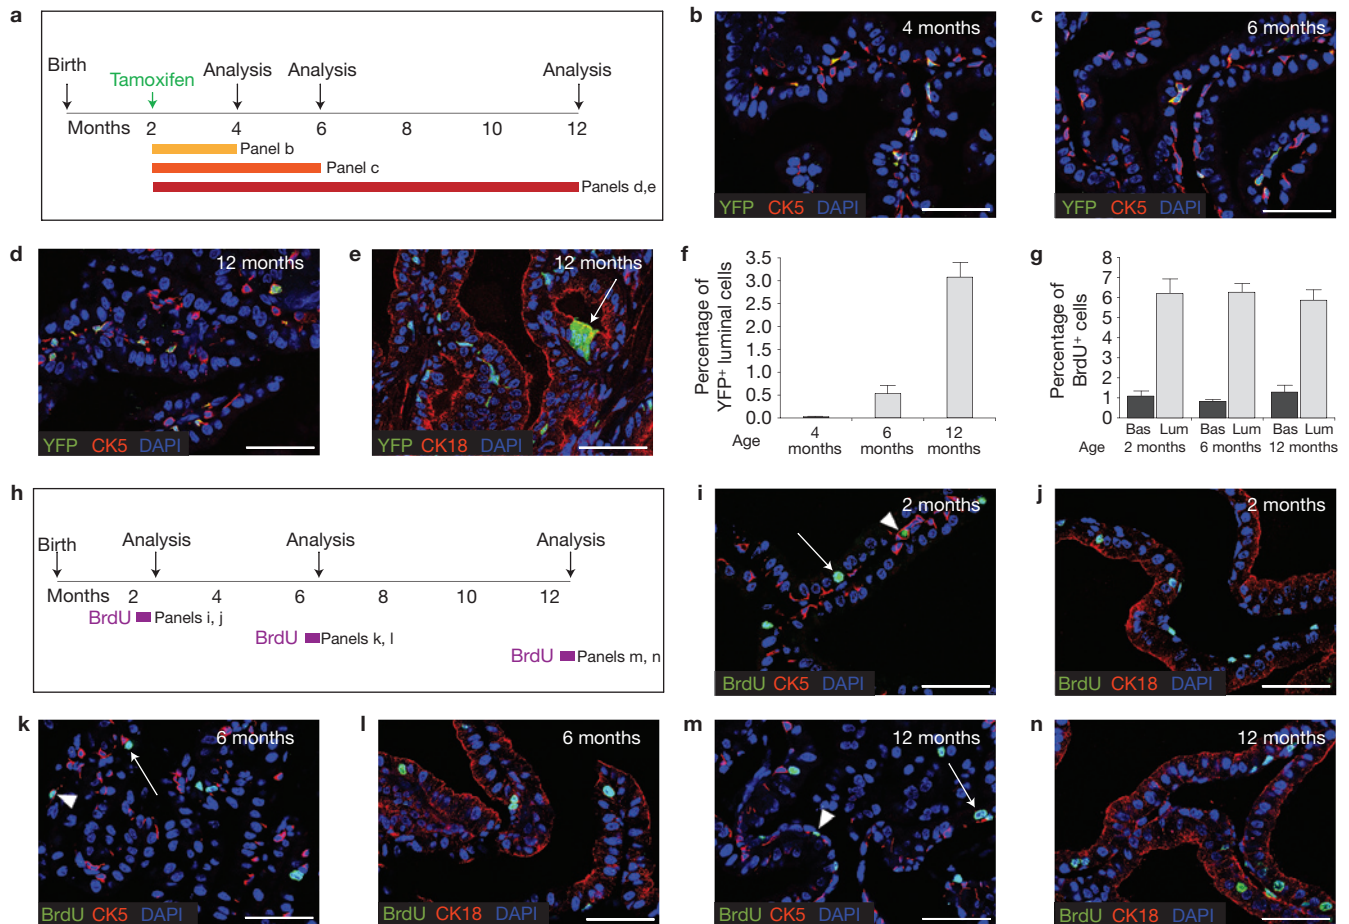 a
Birth
Tamoxifen
Analysis
Analysis
Analysis
Months 2 4 6 8 10 12
Panel b
Panel c
Panels d,e
b
4 months
YFP CK5 DAPI
c
6 months
YFP CK5 DAPI
d
12 months
YFP CK5 DAPI
e
12 months
YFP CK18 DAPI
f
Percentage of
YFP+ luminal cells
3.5
3.0
2.5
2.0
1.5
1.0
0.5
0.0
Age
4 months
6 months
12 months
g
Percentage of
BrdU+ cells
8
7
6
5
4
3
2
1
0
Bas Lum Bas Lum Bas Lum
Age 2 months 6 months 12 months
h
Birth
Analysis
Analysis
Analysis
Months 2 4 6 8 10 12
BrdU Panels i, j
BrdU Panels k, l
BrdU Panels m, n
i
2 months
BrdU CK5 DAPI
j
2 months
BrdU CK18 DAPI
k
6 months
BrdU CK5 DAPI
l
6 months
BrdU CK18 DAPI
m
12 months
BrdU CK5 DAPI
n
12 months
BrdU CK18 DAPI